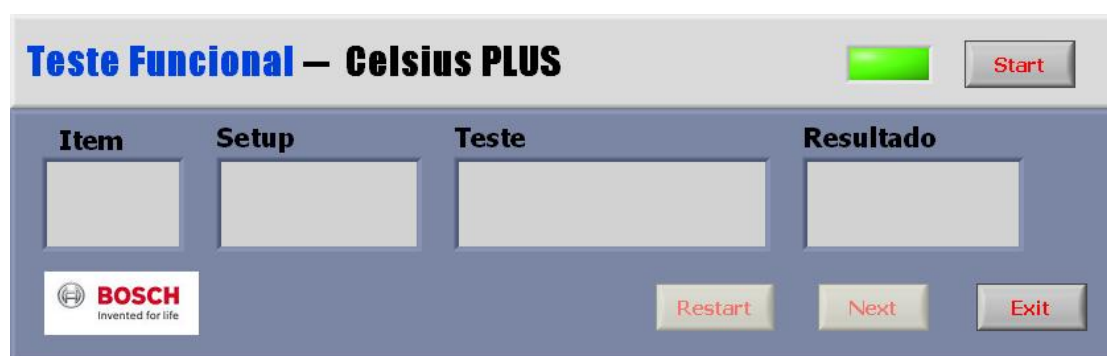 Teste Funcional – Celsius PLUS
Start
Item Setup Teste Resultado
BOSCH
Invented for life
Restart Next Exit